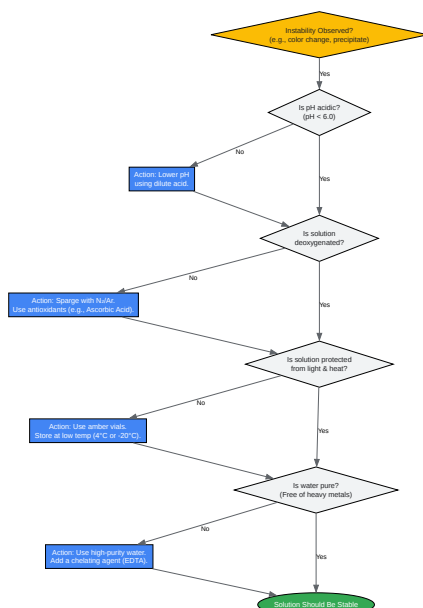 Instability Observed?
(e.g., color change, precipitate)
Yes
Is pH acidic?
(pH < 6.0)
No
Yes
Action: Lower pH
using dilute acid.
Is solution
deoxygenated?
No
Yes
Action: Sparge with N₂/Ar.
Use antioxidants (e.g., Ascorbic Acid).
Is solution protected
from light & heat?
No
Yes
Action: Use amber vials.
Store at low temp (4°C or -20°C).
Is water pure?
(Free of heavy metals)
No
Yes
Action: Use high-purity water.
Add a chelating agent (EDTA).
Solution Should Be Stable